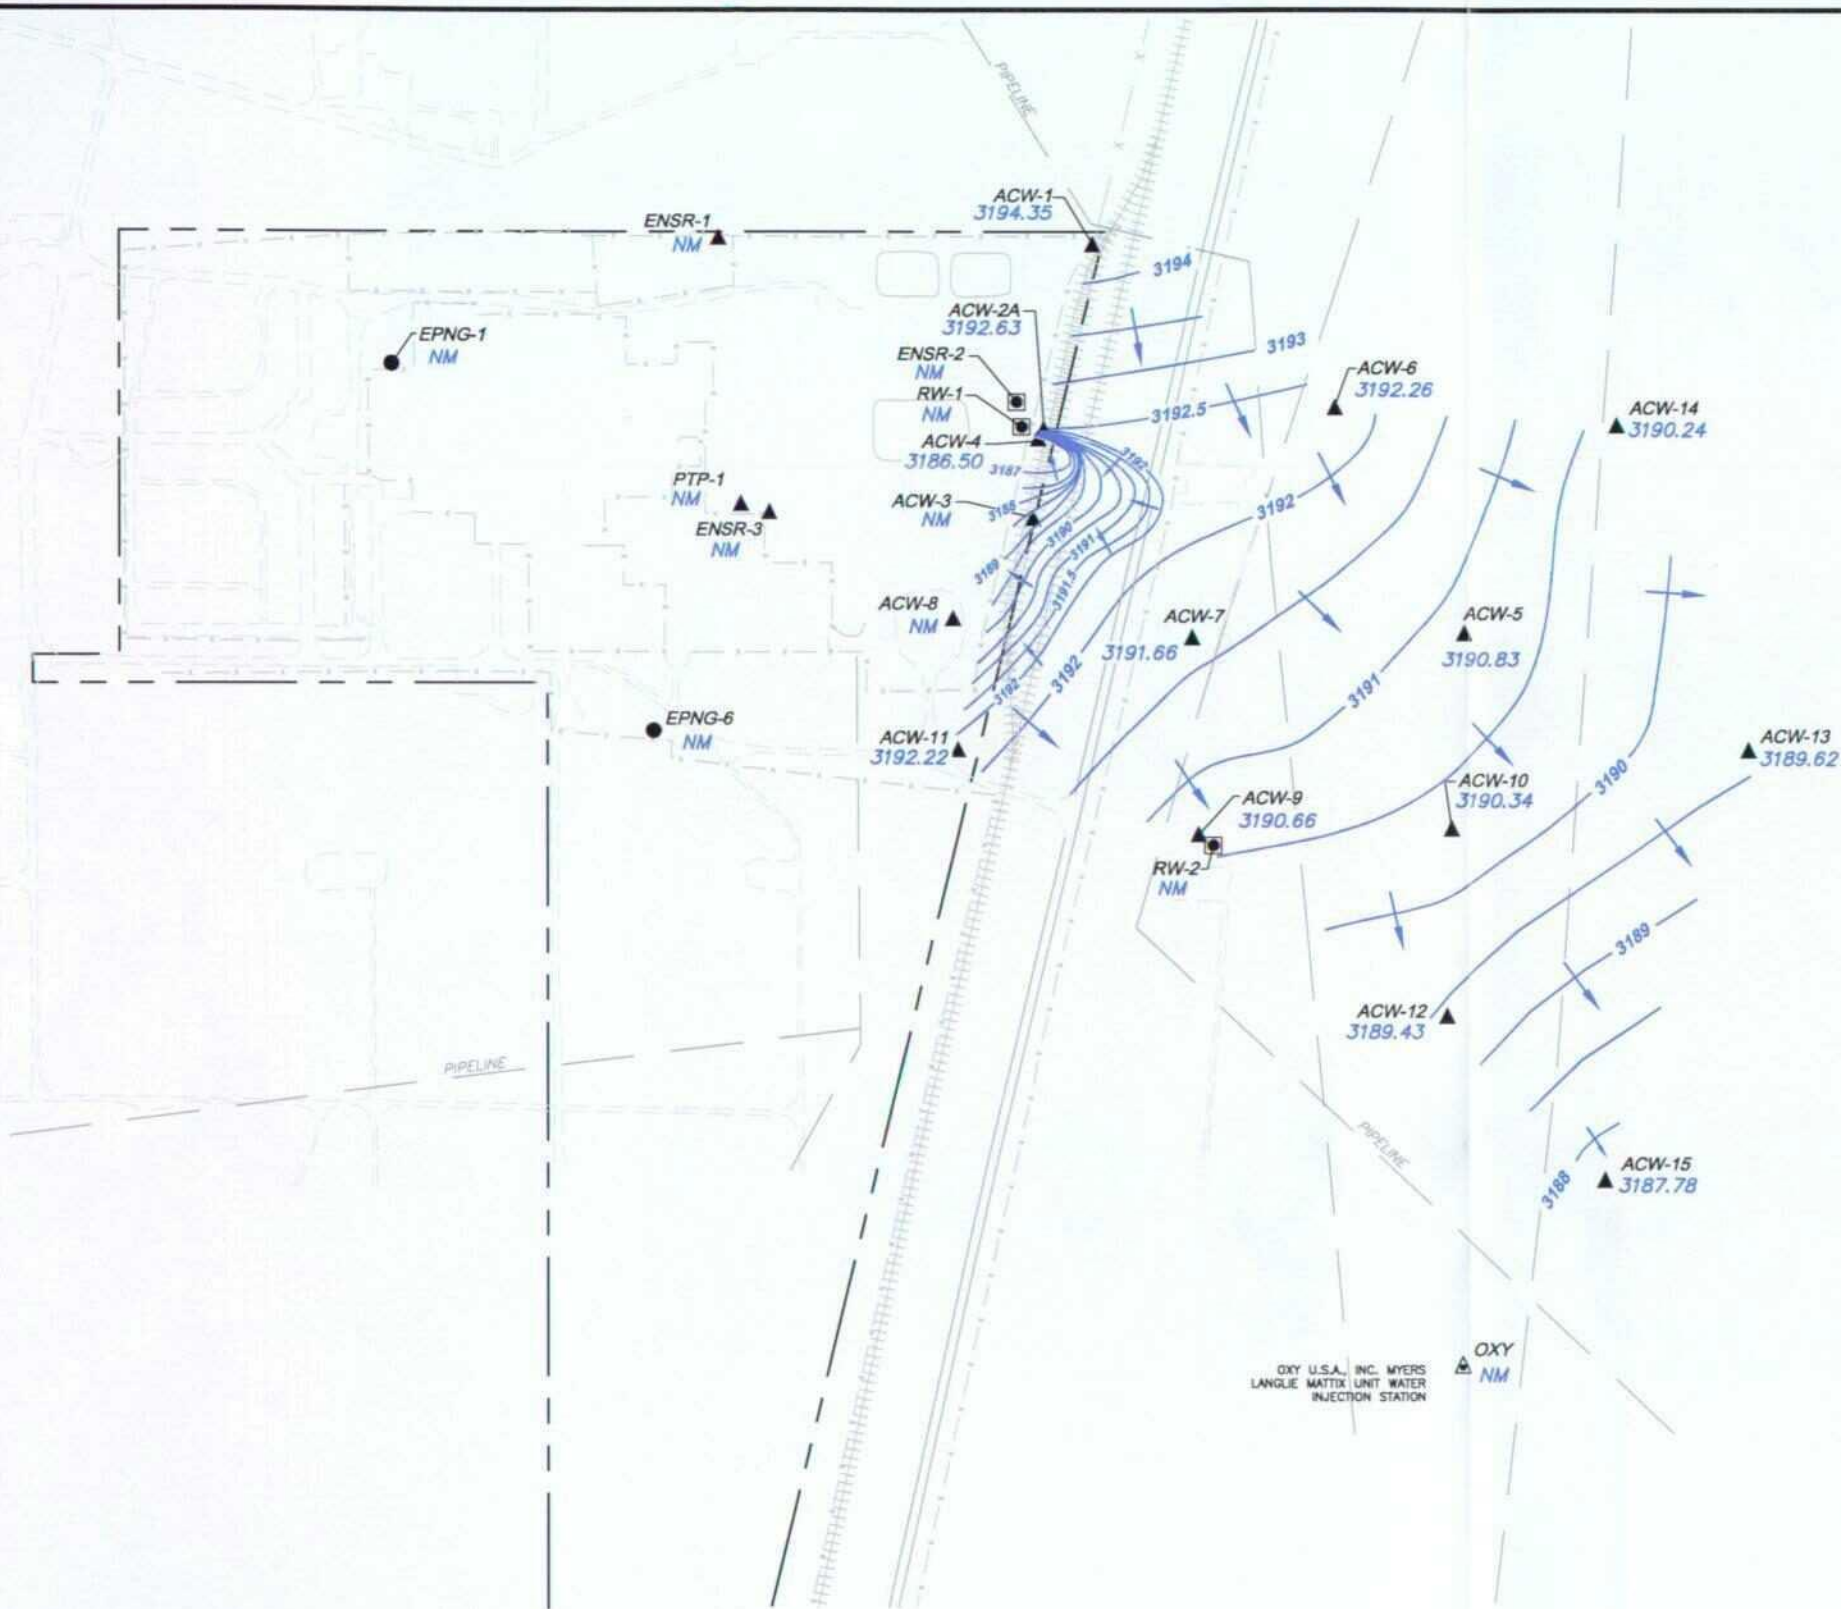 PIPELINE
ACW-1
3194.35
ENSR-1
NM
3194
ACW-2A
3192.63
EPNG-1
NM
3193
ENSR-2
NM
ACW-6
3192.26
RW-1
NM
3192.5
ACW-14
3190.24
ACW-4
3186.50
3192
3187
PTP-1
NM
ACW-3
NM
3188
3192
ENSR-3
NM
3190
3191
3189
3191.5
ACW-8
NM
ACW-7
3191.66
ACW-5
3190.83
3192
3192
3191
EPNG-6
NM
ACW-11
3192.22
ACW-13
3189.62
3190
ACW-10
3190.34
ACW-9
3190.66
RW-2
NM
3189
ACW-12
3189.43
PIPELINE
PIPELINE
ACW-15
3187.78
3188
OXY
NM
OXY U.S.A., INC. MYERS
LANGLIE MATTIX UNIT WATER
INJECTION STATION